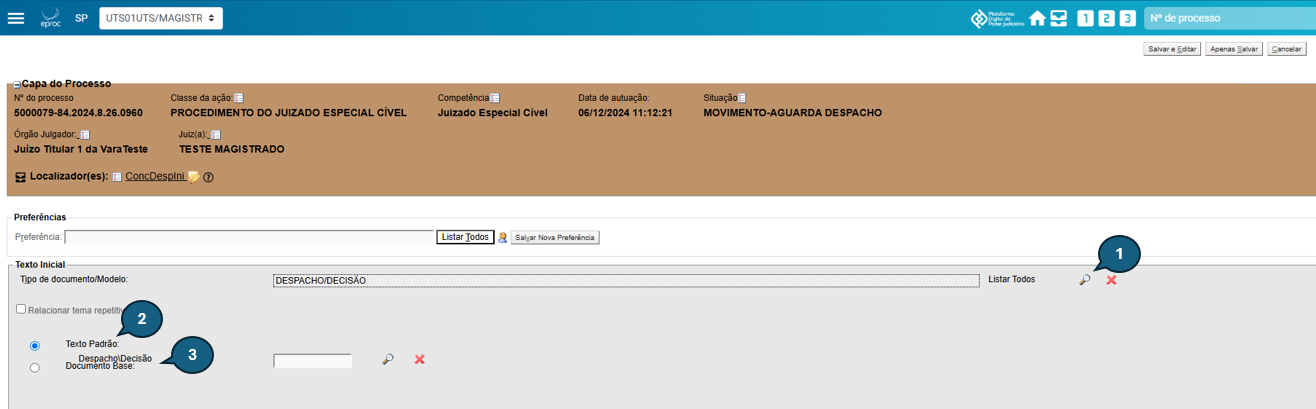 eproc SP UTS01UTS/MAGISTR Plataforma Digital do Poder Judiciário 1 2 3 Nº de processo
Salvar e Editar Apenas Salvar Cancelar
Capa do Processo
Nº do processo Classe da ação: Competência Data de autuação: Situação
5000079-84.2024.8.26.0960 PROCEDIMENTO DO JUIZADO ESPECIAL CÍVEL Juizado Especial Cível 06/12/2024 11:12:21 MOVIMENTO-AGUARDA DESPACHO
Órgão Julgador: Juiz(a):
Juízo Titular 1 da VaraTeste TESTE MAGISTRADO
Localizador(es): ConcDespIni
Preferências
Preferência: Listar Todos Salvar Nova Preferência
1
Texto Inicial
Tipo de documento/Modelo: DESPACHO/DECISÃO Listar Todos
Relacionar tema repetitiv
2
Texto Padrão:
3
Despacho\Decisão
Documento Base: